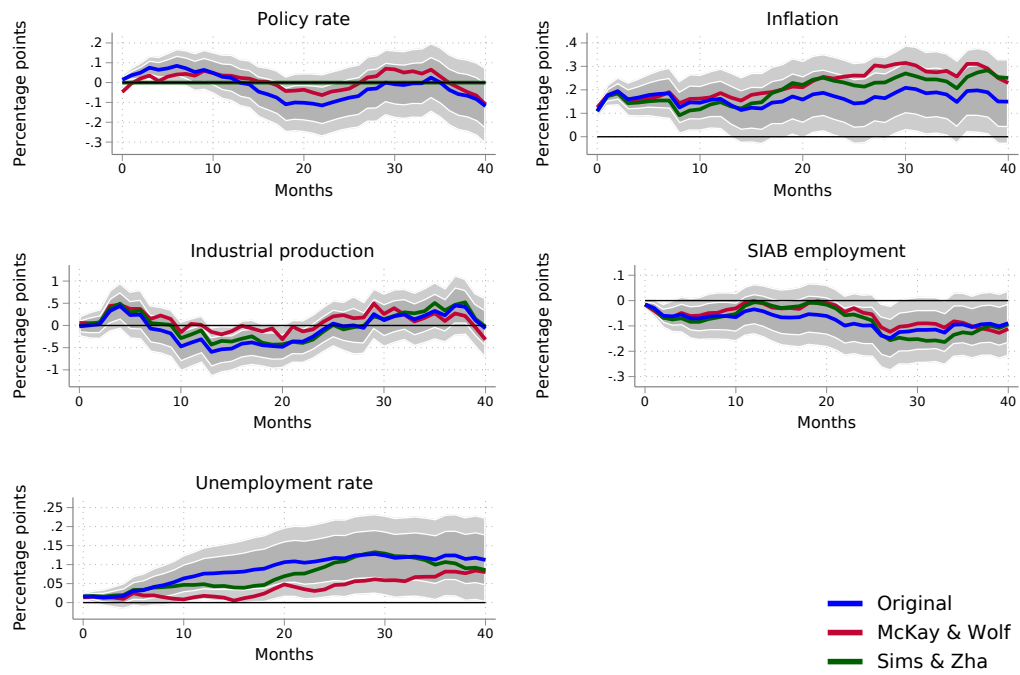 Policy rate
Percentage points
.2
.1
0
-.1
-.2
-.3
0 10 20 30 40
Months
Inflation
Percentage points
.4
.3
.2
.1
0
0 10 20 30 40
Months
Industrial production
Percentage points
1
.5
0
-.5
-1
0 10 20 30 40
Months
SIAB employment
Percentage points
.1
0
-.1
-.2
-.3
0 10 20 30 40
Months
Unemployment rate
Percentage points
.25
.2
.15
.1
.05
0
0 10 20 30 40
Months
Original
McKay & Wolf
Sims & Zha